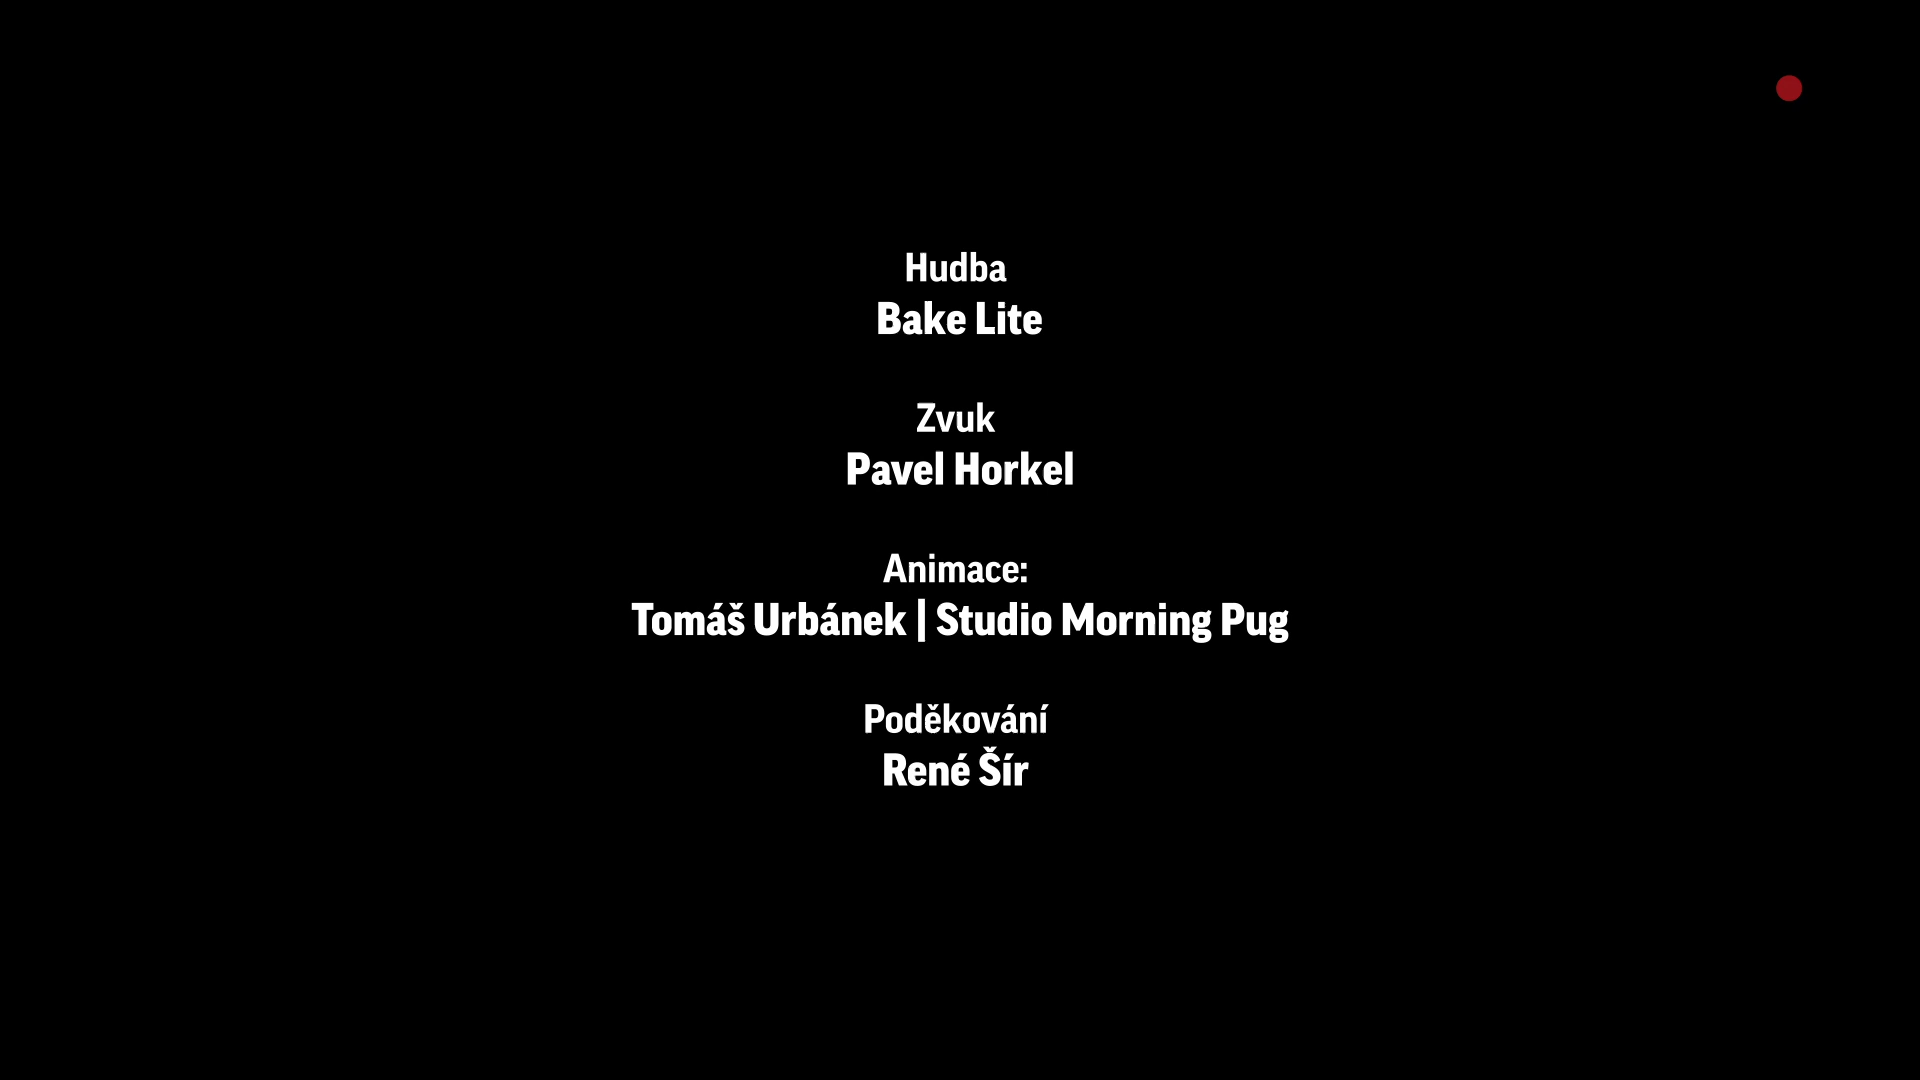 Hudba
Bake Lite
Zvuk
Pavel Horkel
Animace:
Tomáš Urbánek | Studio Morning Pug
Poděkování
René Šír